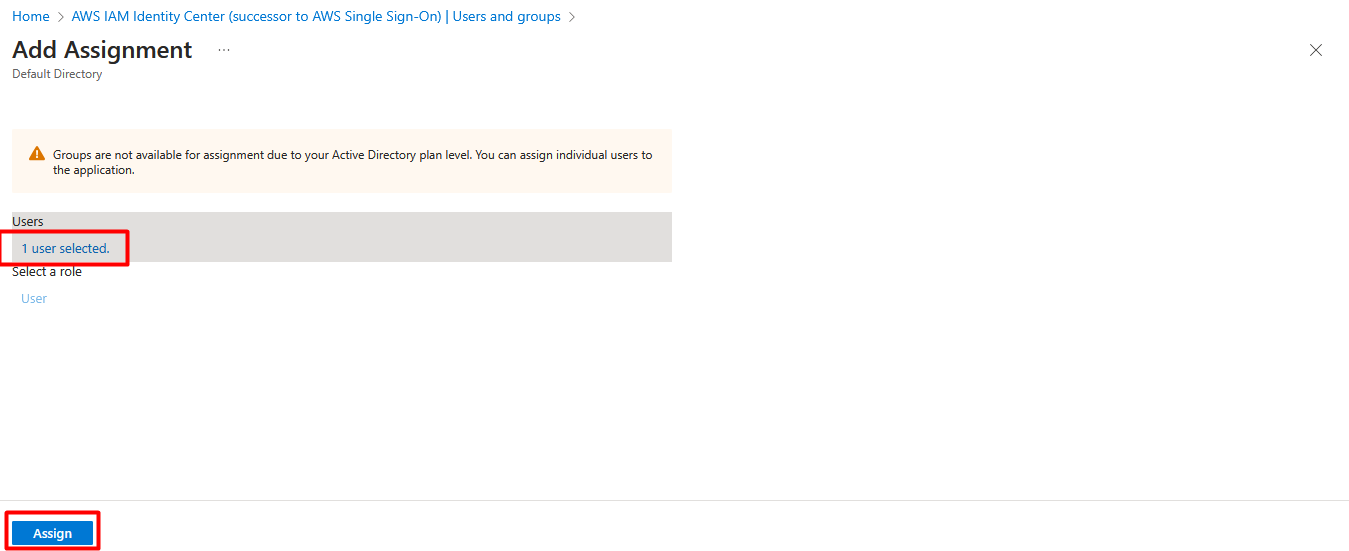 Home > AWS IAM Identity Center (successor to AWS Single Sign-On) | Users and groups >
Add Assignment ...
Default Directory
Groups are not available for assignment due to your Active Directory plan level. You can assign individual users to
the application.
Users
1 user selected.
Select a role
User
Assign